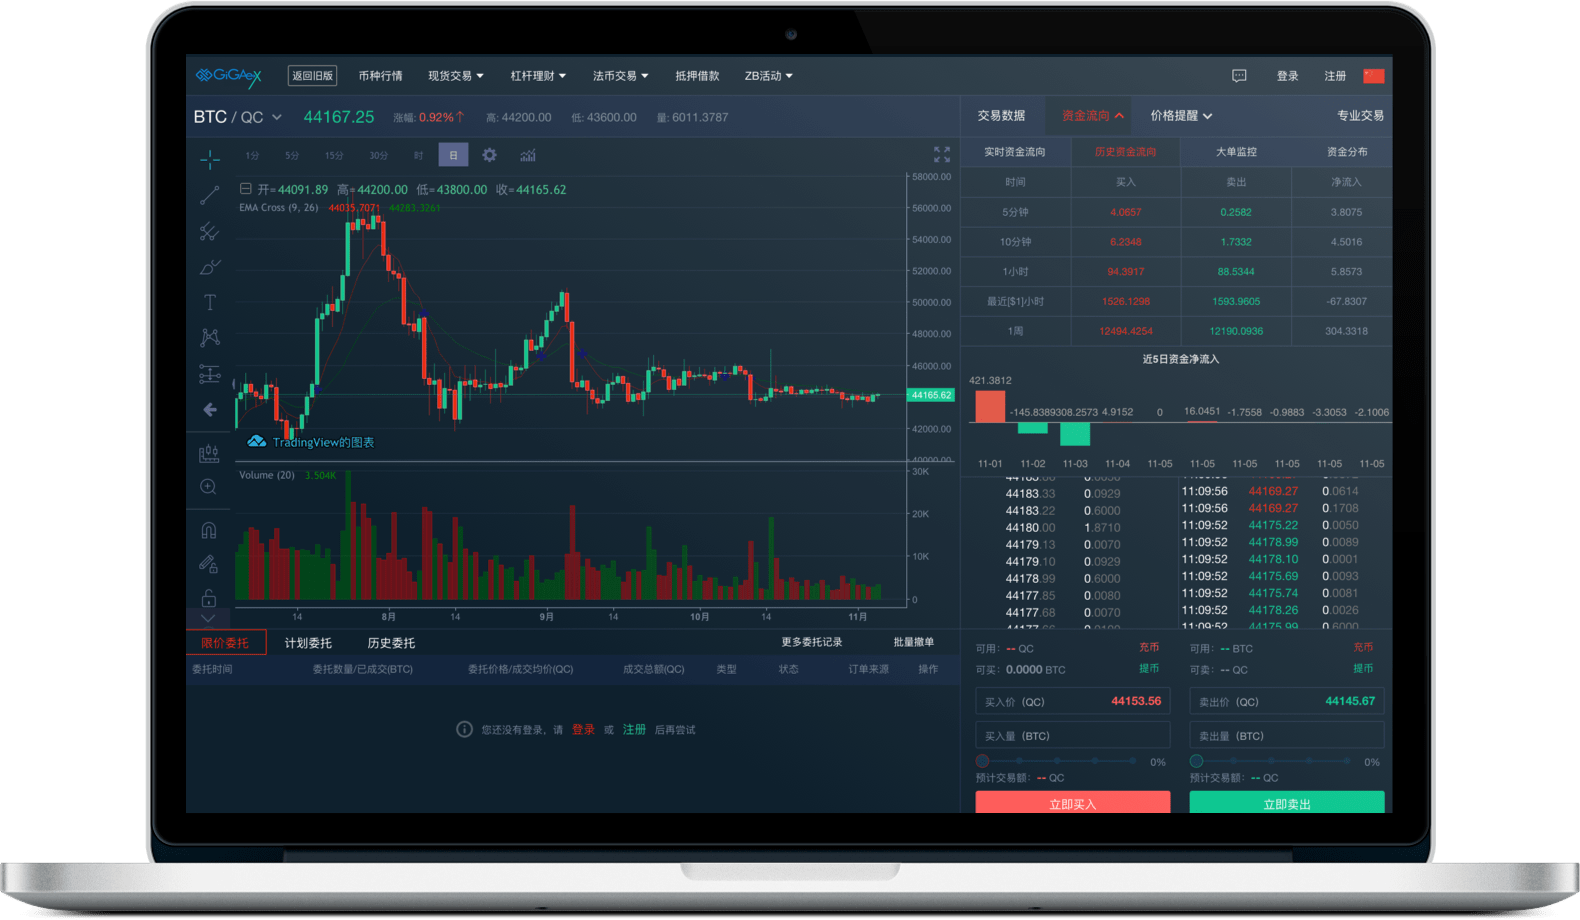 GiGAex 返回旧版 币种行情 现货交易 杠杆理财 法币交易 抵押借款 ZB活动 登录 注册
BTC / QC 44167.25 涨幅: 0.92%↑ 高: 44200.00 低: 43600.00 量: 6011.3787
交易数据 资金流向 价格提醒 专业交易
1分 5分 15分 30分 时 日
开=44091.89 高=44200.00 低=43800.00 收=44165.62
EMA Cross (9, 26) 44035.7071 44283.3261
58000.00
56000.00
54000.00
52000.00
50000.00
48000.00
46000.00
44165.62
42000.00
40000.00
TradingView的图表
Volume (20) 3.504K
30K
20K
10K
0
14 8月 14 9月 14 10月 14 11月
实时资金流向 历史资金流向 大单监控 资金分布
时间 买入 卖出 净流入
5分钟 4.0657 0.2582 3.8075
10分钟 6.2348 1.7332 4.5016
1小时 94.3917 88.5344 5.8573
最近[$1]小时 1526.1298 1593.9605 -67.8307
1周 12494.4254 12190.0936 304.3318
近5日资金净流入
421.3812
-145.8389308.2573 4.9152 0 16.0451 -1.7558 -0.9883 -3.3053 -2.1006
11-01 11-02 11-03 11-04 11-05 11-05 11-05 11-05 11-05 11-05
44183.33 0.0929
44183.22 0.6000
44180.00 1.8710
44179.13 0.0070
44179.10 0.0929
44178.99 0.6000
44177.85 0.0080
44177.68 0.0070
11:09:56 44169.27 0.0614
11:09:56 44169.27 0.1708
11:09:52 44175.22 0.0050
11:09:52 44178.99 0.0089
11:09:52 44178.10 0.0001
11:09:52 44175.69 0.0093
11:09:52 44175.74 0.0081
11:09:52 44178.26 0.0026
11:09:52 44175.99 0.6000
限价委托 计划委托 历史委托 更多委托记录 批量撤单
委托时间 委托数量/已成交(BTC) 委托价格/成交均价(QC) 成交总额(QC) 类型 状态 订单来源 操作
您还没有登录，请 登录 或 注册 后再尝试
可用: -- QC 充币
可买: 0.0000 BTC 提币
买入价 (QC) 44153.56
买入量 (BTC)
0%
预计交易额: -- QC
立即买入
可用: -- BTC 充币
可卖: -- QC 提币
卖出价 (QC) 44145.67
卖出量 (BTC)
0%
预计交易额: -- QC
立即卖出